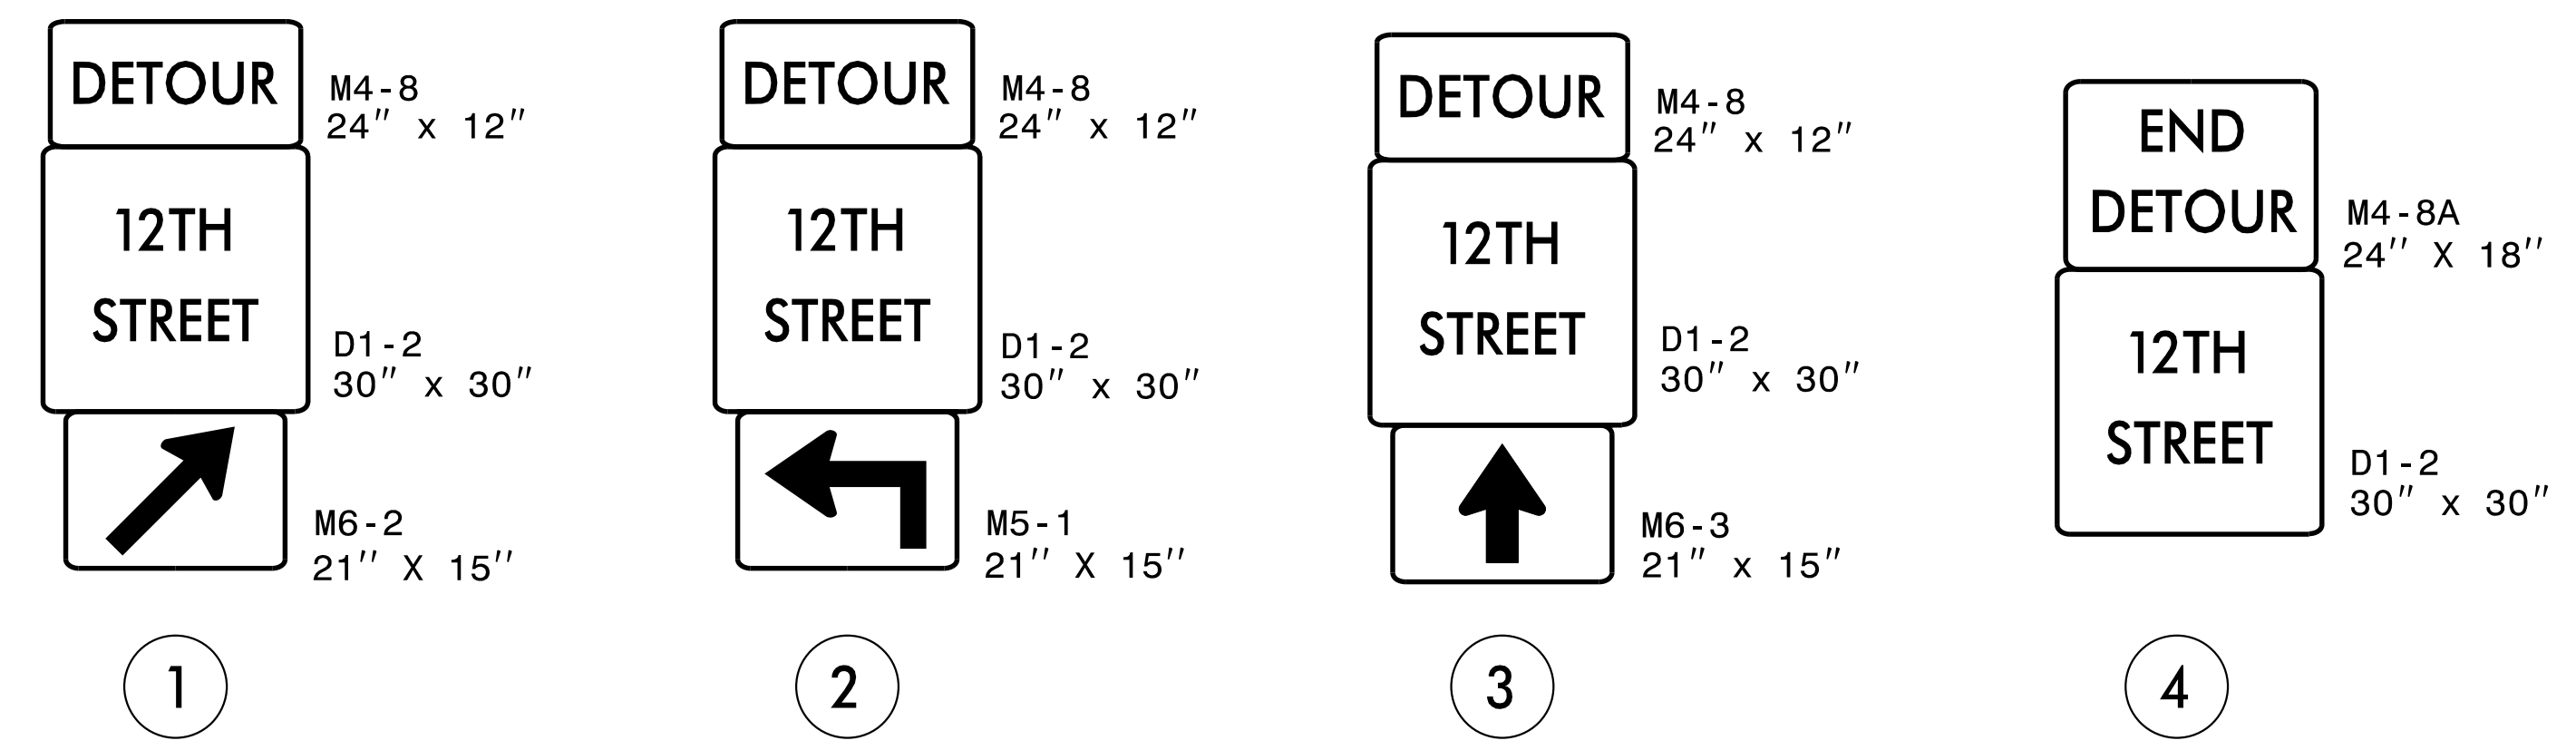 DETOUR
M4-8
24" x 12"
12TH
STREET
D1-2
30" x 30"
M6-2
21" X 15"
1
DETOUR
M4-8
24" x 12"
12TH
STREET
D1-2
30" x 30"
M5-1
21" X 15"
2
DETOUR
M4-8
24" x 12"
12TH
STREET
D1-2
30" x 30"
M6-3
21" x 15"
3
END
DETOUR
M4-8A
24" X 18"
12TH
STREET
D1-2
30" x 30"
4